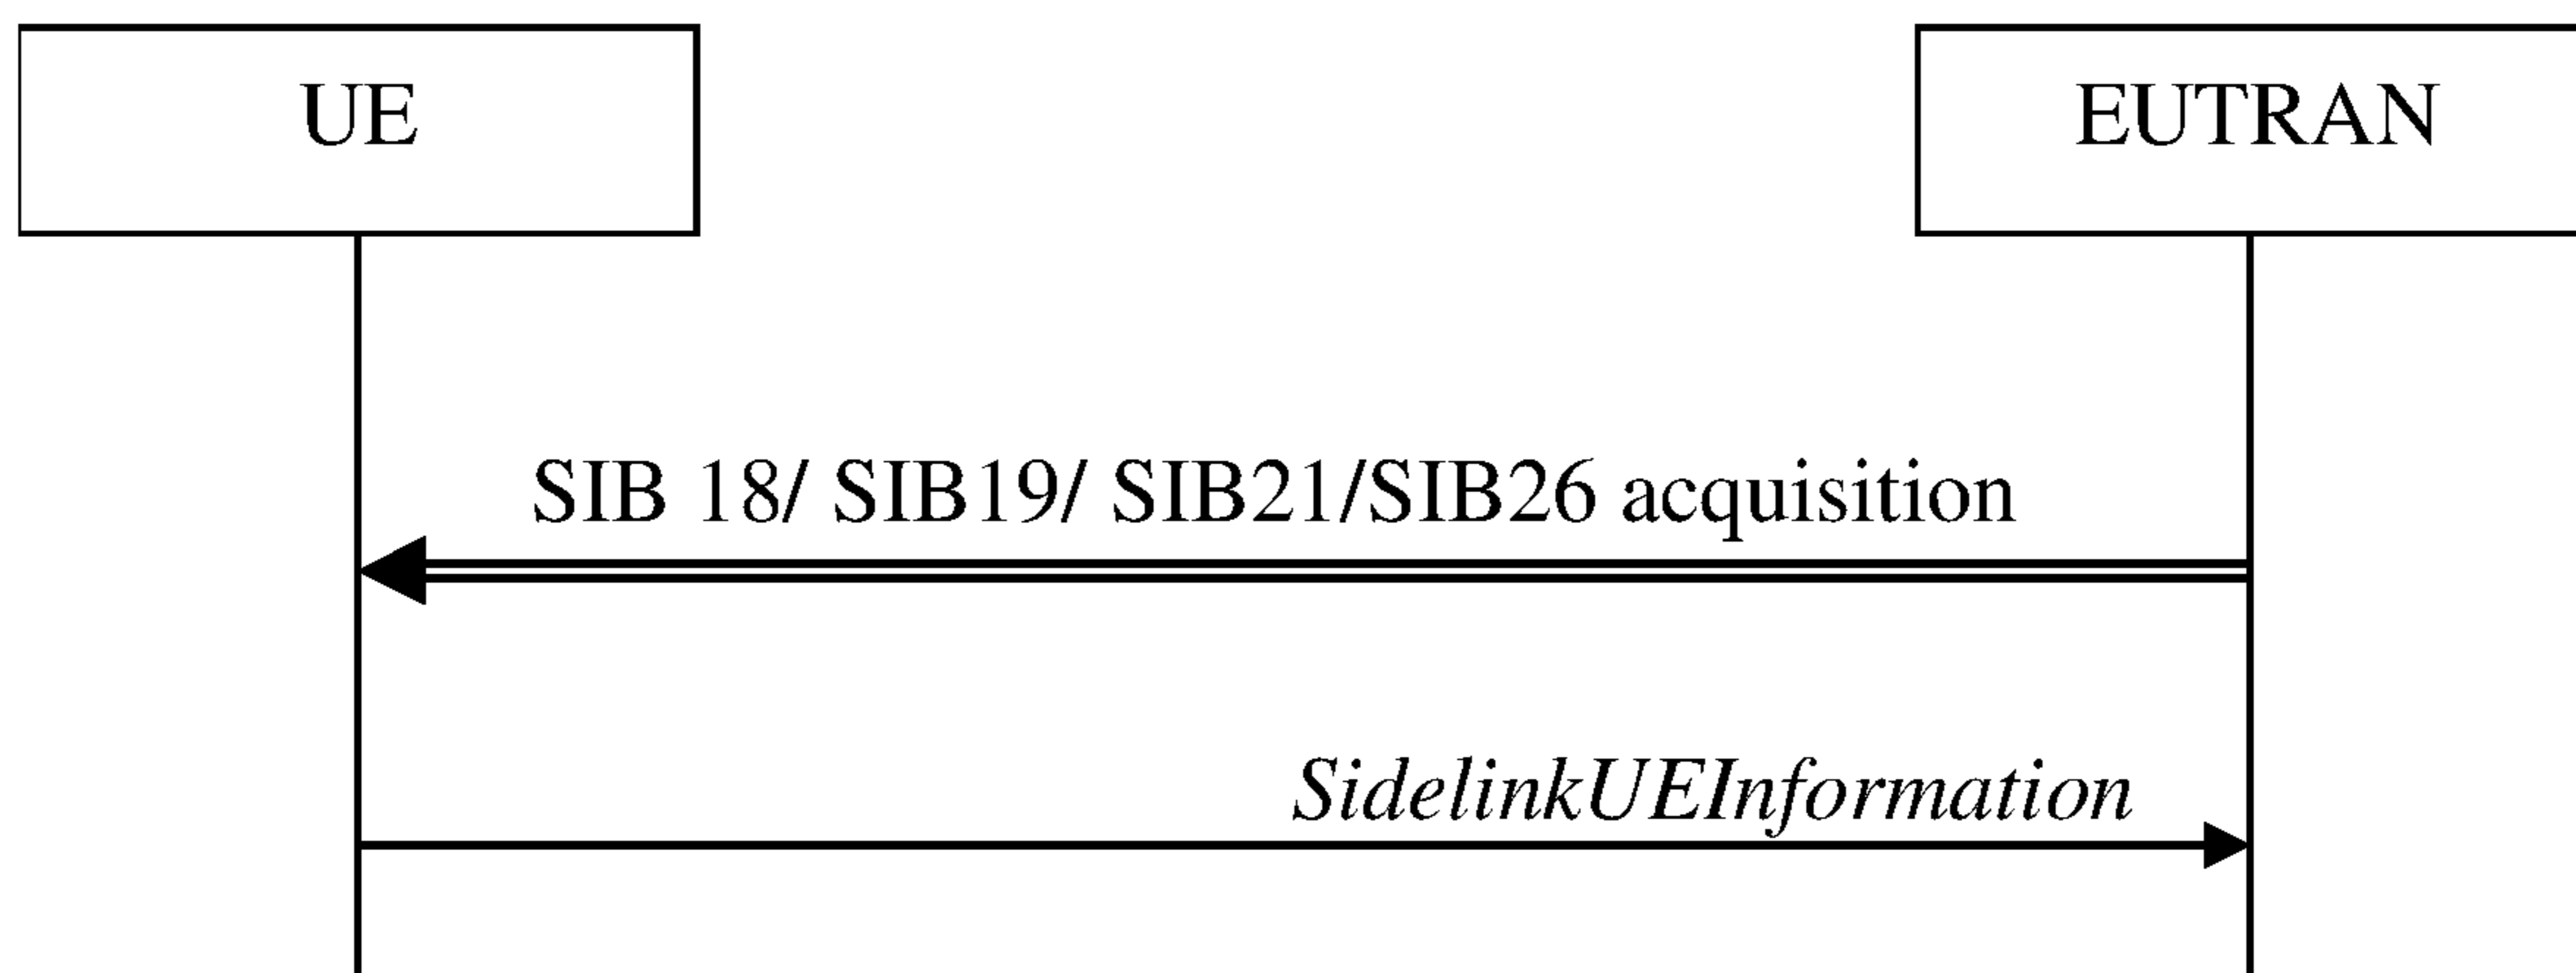 UE
EUTRAN
SIB 18/ SIB19/ SIB21/SIB26 acquisition
SidelinkUEInformation